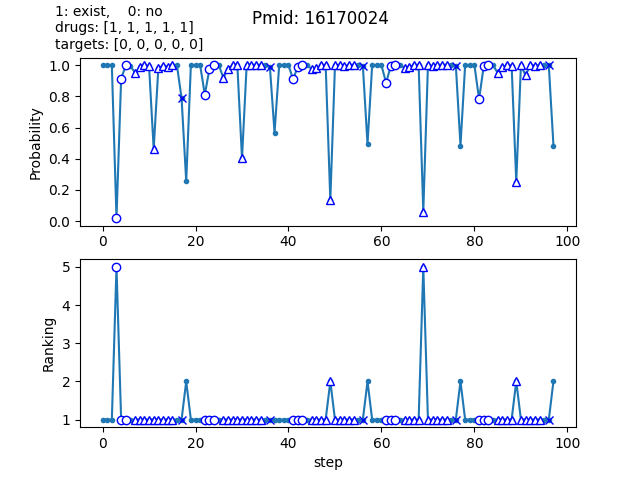 1: exist,    0: no
drugs: [1, 1, 1, 1, 1]
targets: [0, 0, 0, 0, 0]
Pmid: 16170024
1.0
0.8
0.6
0.4
0.2
0.0
Probability
0 20 40 60 80 100
5
4
3
2
1
Ranking
0 20 40 60 80 100
step